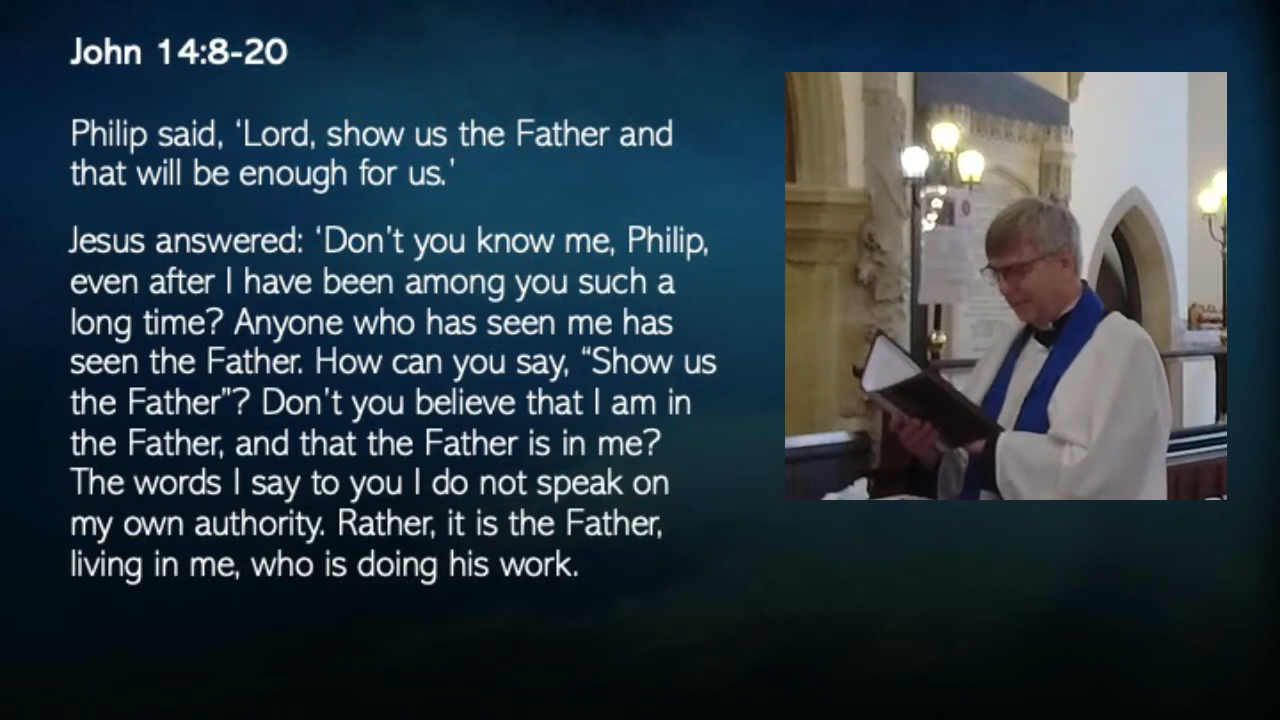 John 14:8-20
Philip said, ‘Lord, show us the Father and
that will be enough for us.’
Jesus answered: ‘Don’t you know me, Philip,
even after I have been among you such a
long time? Anyone who has seen me has
seen the Father. How can you say, “Show us
the Father”? Don’t you believe that I am in
the Father, and that the Father is in me?
The words I say to you I do not speak on
my own authority. Rather, it is the Father,
living in me, who is doing his work.